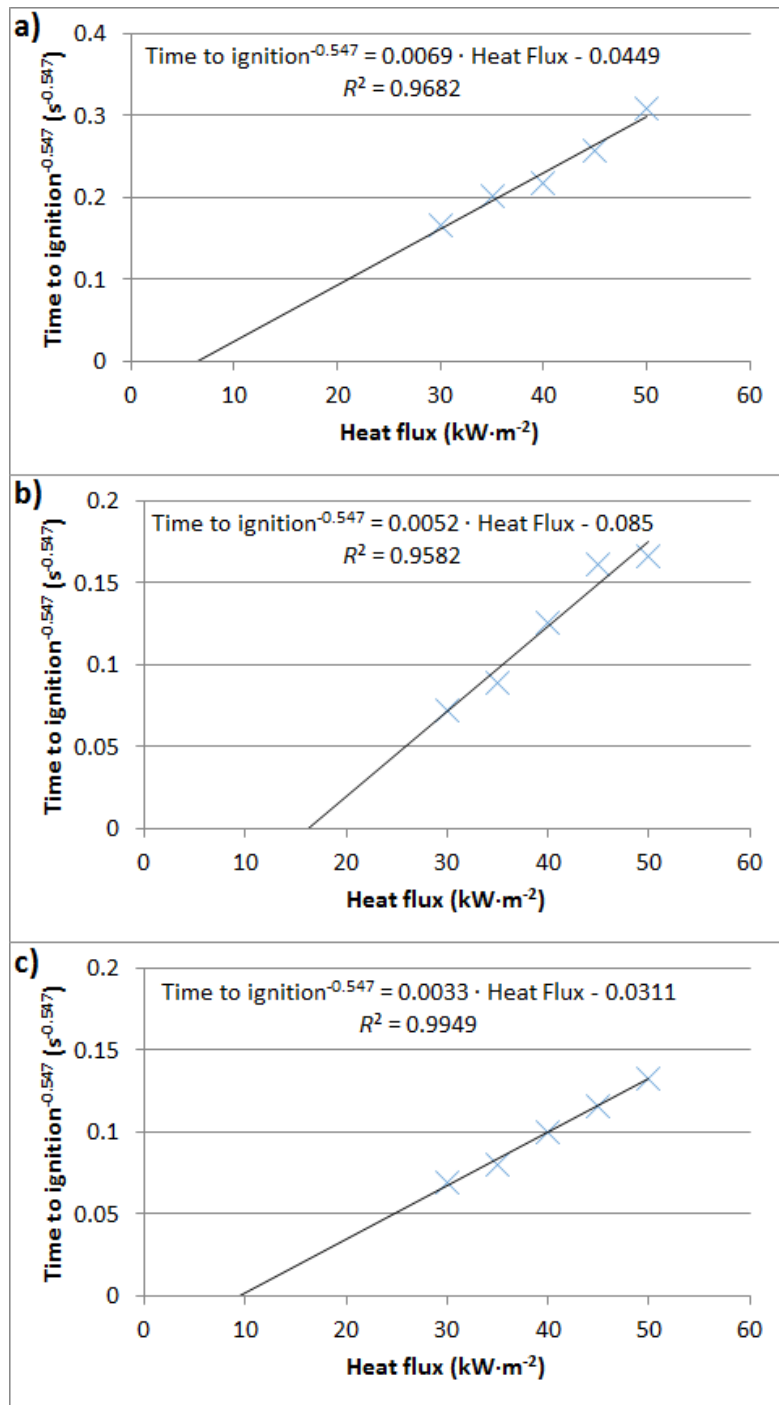 a)
Time to ignition⁻⁰·⁵⁴⁷ = 0.0069 · Heat Flux - 0.0449
R² = 0.9682
Time to ignition⁻⁰·⁵⁴⁷ (s⁻⁰·⁵⁴⁷)
0.4
0.3
0.2
0.1
0
0 10 20 30 40 50 60
Heat flux (kW·m⁻²)
b)
Time to ignition⁻⁰·⁵⁴⁷ = 0.0052 · Heat Flux - 0.085
R² = 0.9582
Time to ignition⁻⁰·⁵⁴⁷ (s⁻⁰·⁵⁴⁷)
0.2
0.15
0.1
0.05
0
0 10 20 30 40 50 60
Heat flux (kW·m⁻²)
c)
Time to ignition⁻⁰·⁵⁴⁷ = 0.0033 · Heat Flux - 0.0311
R² = 0.9949
Time to ignition⁻⁰·⁵⁴⁷ (s⁻⁰·⁵⁴⁷)
0.2
0.15
0.1
0.05
0
0 10 20 30 40 50 60
Heat flux (kW·m⁻²)